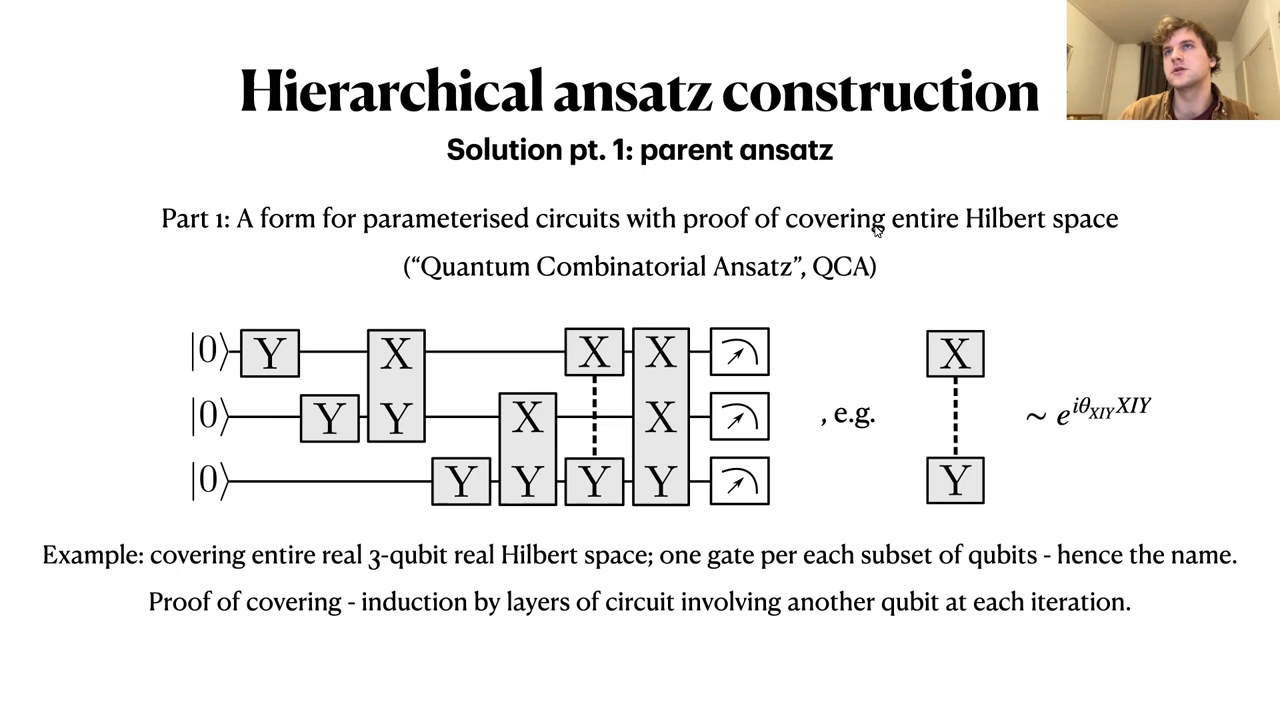 Hierarchical ansatz construction
Solution pt. 1: parent ansatz
Part 1: A form for parameterised circuits with proof of covering entire Hilbert space
(“Quantum Combinatorial Ansatz”, QCA)
|0⟩ Y X X X
|0⟩ Y Y X X
|0⟩ Y Y Y Y
, e.g.
X
Y
~ e^{iθ_{XIY}XIY}
Example: covering entire real 3-qubit real Hilbert space; one gate per each subset of qubits - hence the name.
Proof of covering - induction by layers of circuit involving another qubit at each iteration.